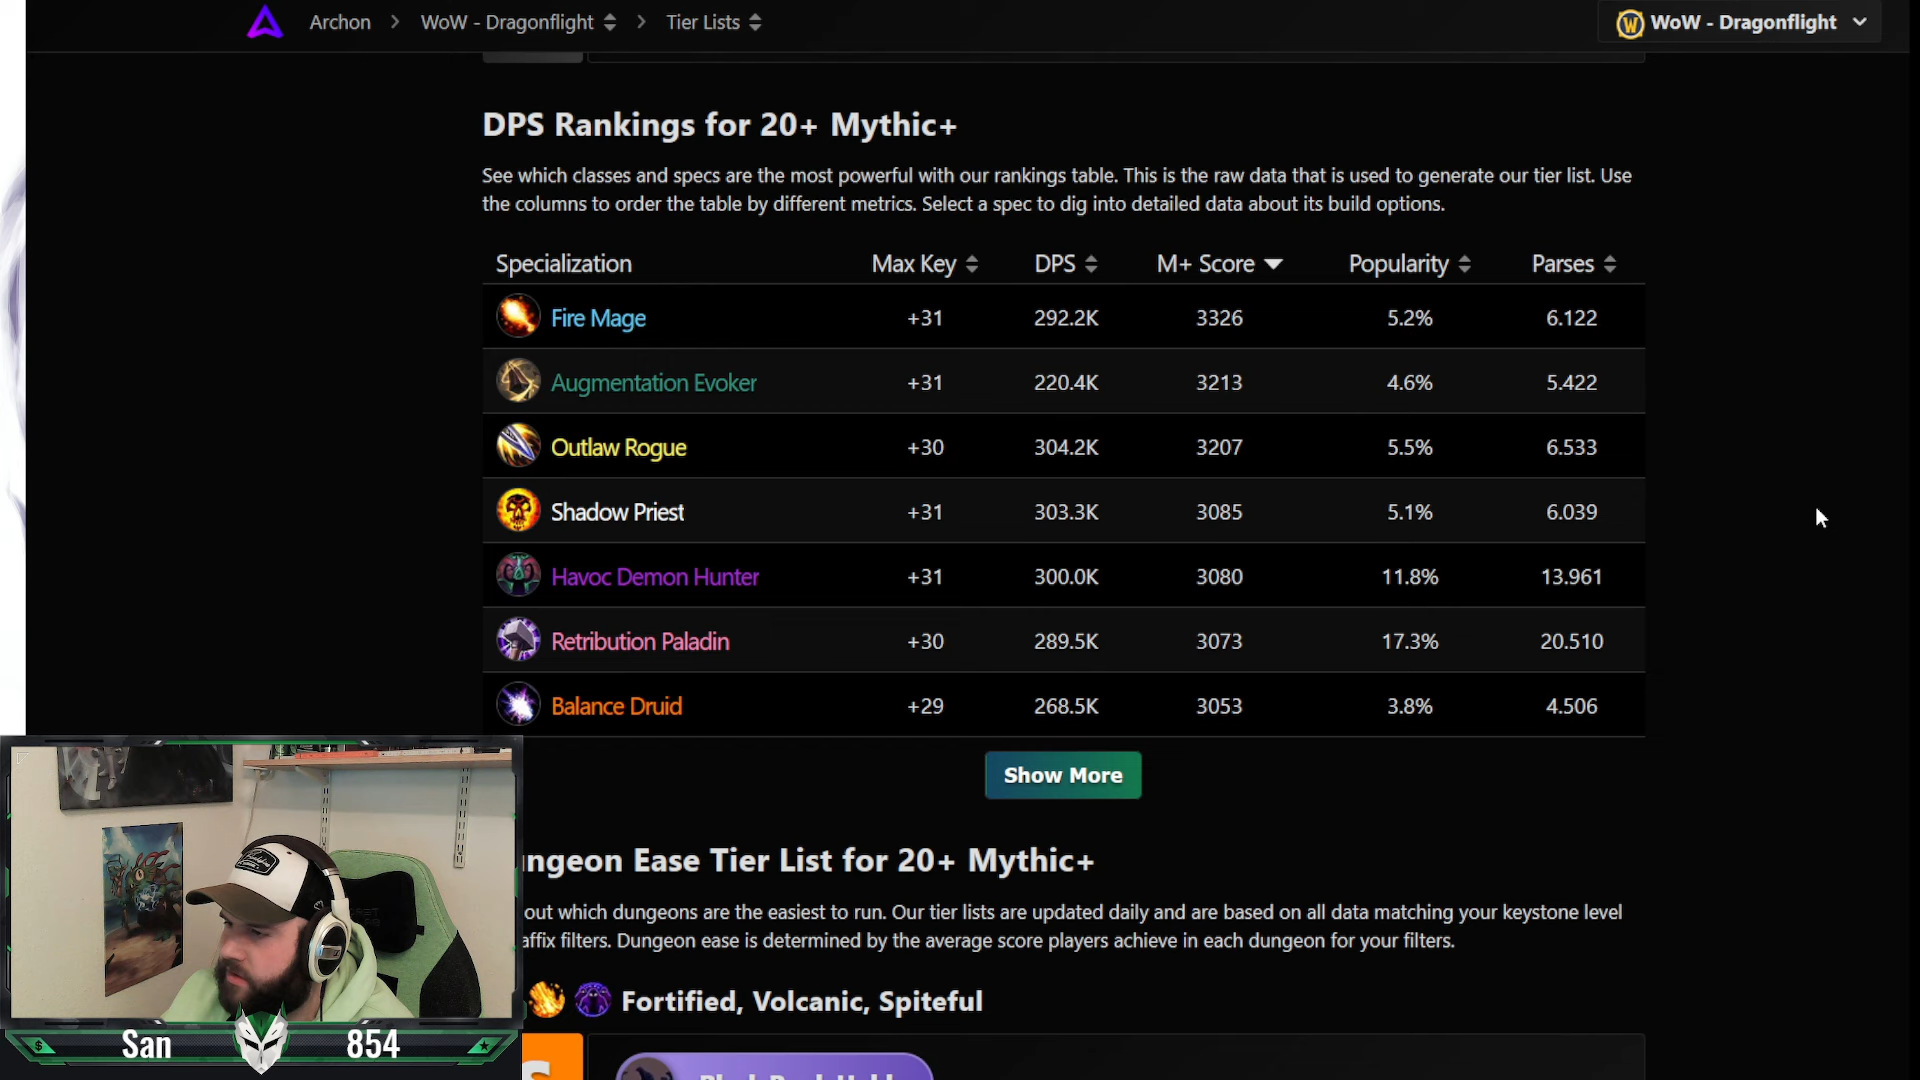 Archon
WoW - Dragonflight
Tier Lists
WoW - Dragonflight
DPS Rankings for 20+ Mythic+
See which classes and specs are the most powerful with our rankings table. This is the raw data that is used to generate our tier list. Use
the columns to order the table by different metrics. Select a spec to dig into detailed data about its build options.
Specialization Max Key DPS M+ Score Popularity Parses
Fire Mage +31 292.2K 3326 5.2% 6.122
Augmentation Evoker +31 220.4K 3213 4.6% 5.422
Outlaw Rogue +30 304.2K 3207 5.5% 6.533
Shadow Priest +31 303.3K 3085 5.1% 6.039
Havoc Demon Hunter +31 300.0K 3080 11.8% 13.961
Retribution Paladin +30 289.5K 3073 17.3% 20.510
Balance Druid +29 268.5K 3053 3.8% 4.506
Show More
ngeon Ease Tier List for 20+ Mythic+
out which dungeons are the easiest to run. Our tier lists are updated daily and are based on all data matching your keystone level
affix filters. Dungeon ease is determined by the average score players achieve in each dungeon for your filters.
Fortified, Volcanic, Spiteful
San 854